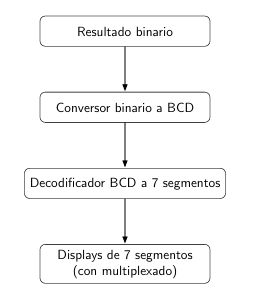 Resultado binario
Conversor binario a BCD
Decodificador BCD a 7 segmentos
Displays de 7 segmentos
(con multiplexado)